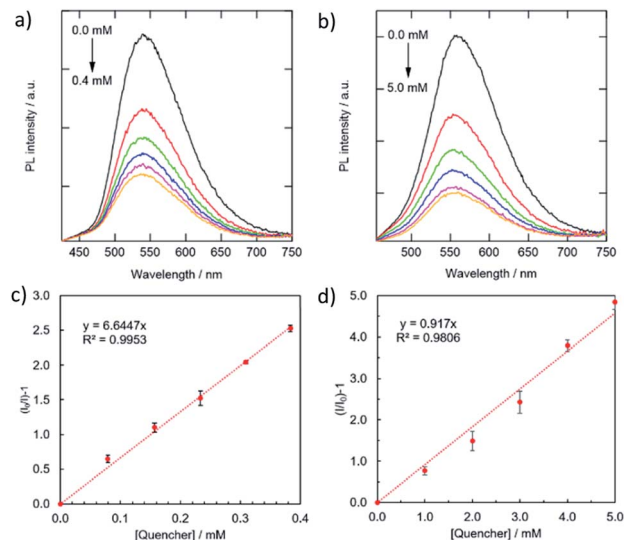 a)
0.0 mM
0.4 mM
PL intensity / a.u.
450 500 550 600 650 700 750
Wavelength / nm
b)
0.0 mM
5.0 mM
PL intensity / a.u.
500 550 600 650 700 750
Wavelength / nm
c)
y = 6.6447x
R² = 0.9953
(I₀/I)-1
3.0
2.5
2.0
1.5
1.0
0.5
0.0
0.0 0.1 0.2 0.3 0.4
[Quencher] / mM
d)
y = 0.917x
R² = 0.9806
(I/I₀)-1
5.0
4.0
3.0
2.0
1.0
0.0
0.0 1.0 2.0 3.0 4.0 5.0
[Quencher] / mM